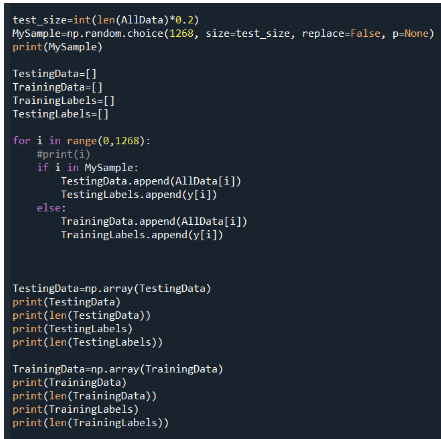 test_size=int(len(AllData)*0.2)
MySample=np.random.choice(1268, size=test_size, replace=False, p=None)
print(MySample)
TestingData=[]
TrainingData=[]
TrainingLabels=[]
TestingLabels=[]
for i in range(0,1268):
    #print(i)
    if i in MySample:
        TestingData.append(AllData[i])
        TestingLabels.append(y[i])
    else:
        TrainingData.append(AllData[i])
        TrainingLabels.append(y[i])
TestingData=np.array(TestingData)
print(TestingData)
print(len(TestingData))
print(TestingLabels)
print(len(TestingLabels))
TrainingData=np.array(TrainingData)
print(TrainingData)
print(len(TrainingData))
print(TrainingLabels)
print(len(TrainingLabels))